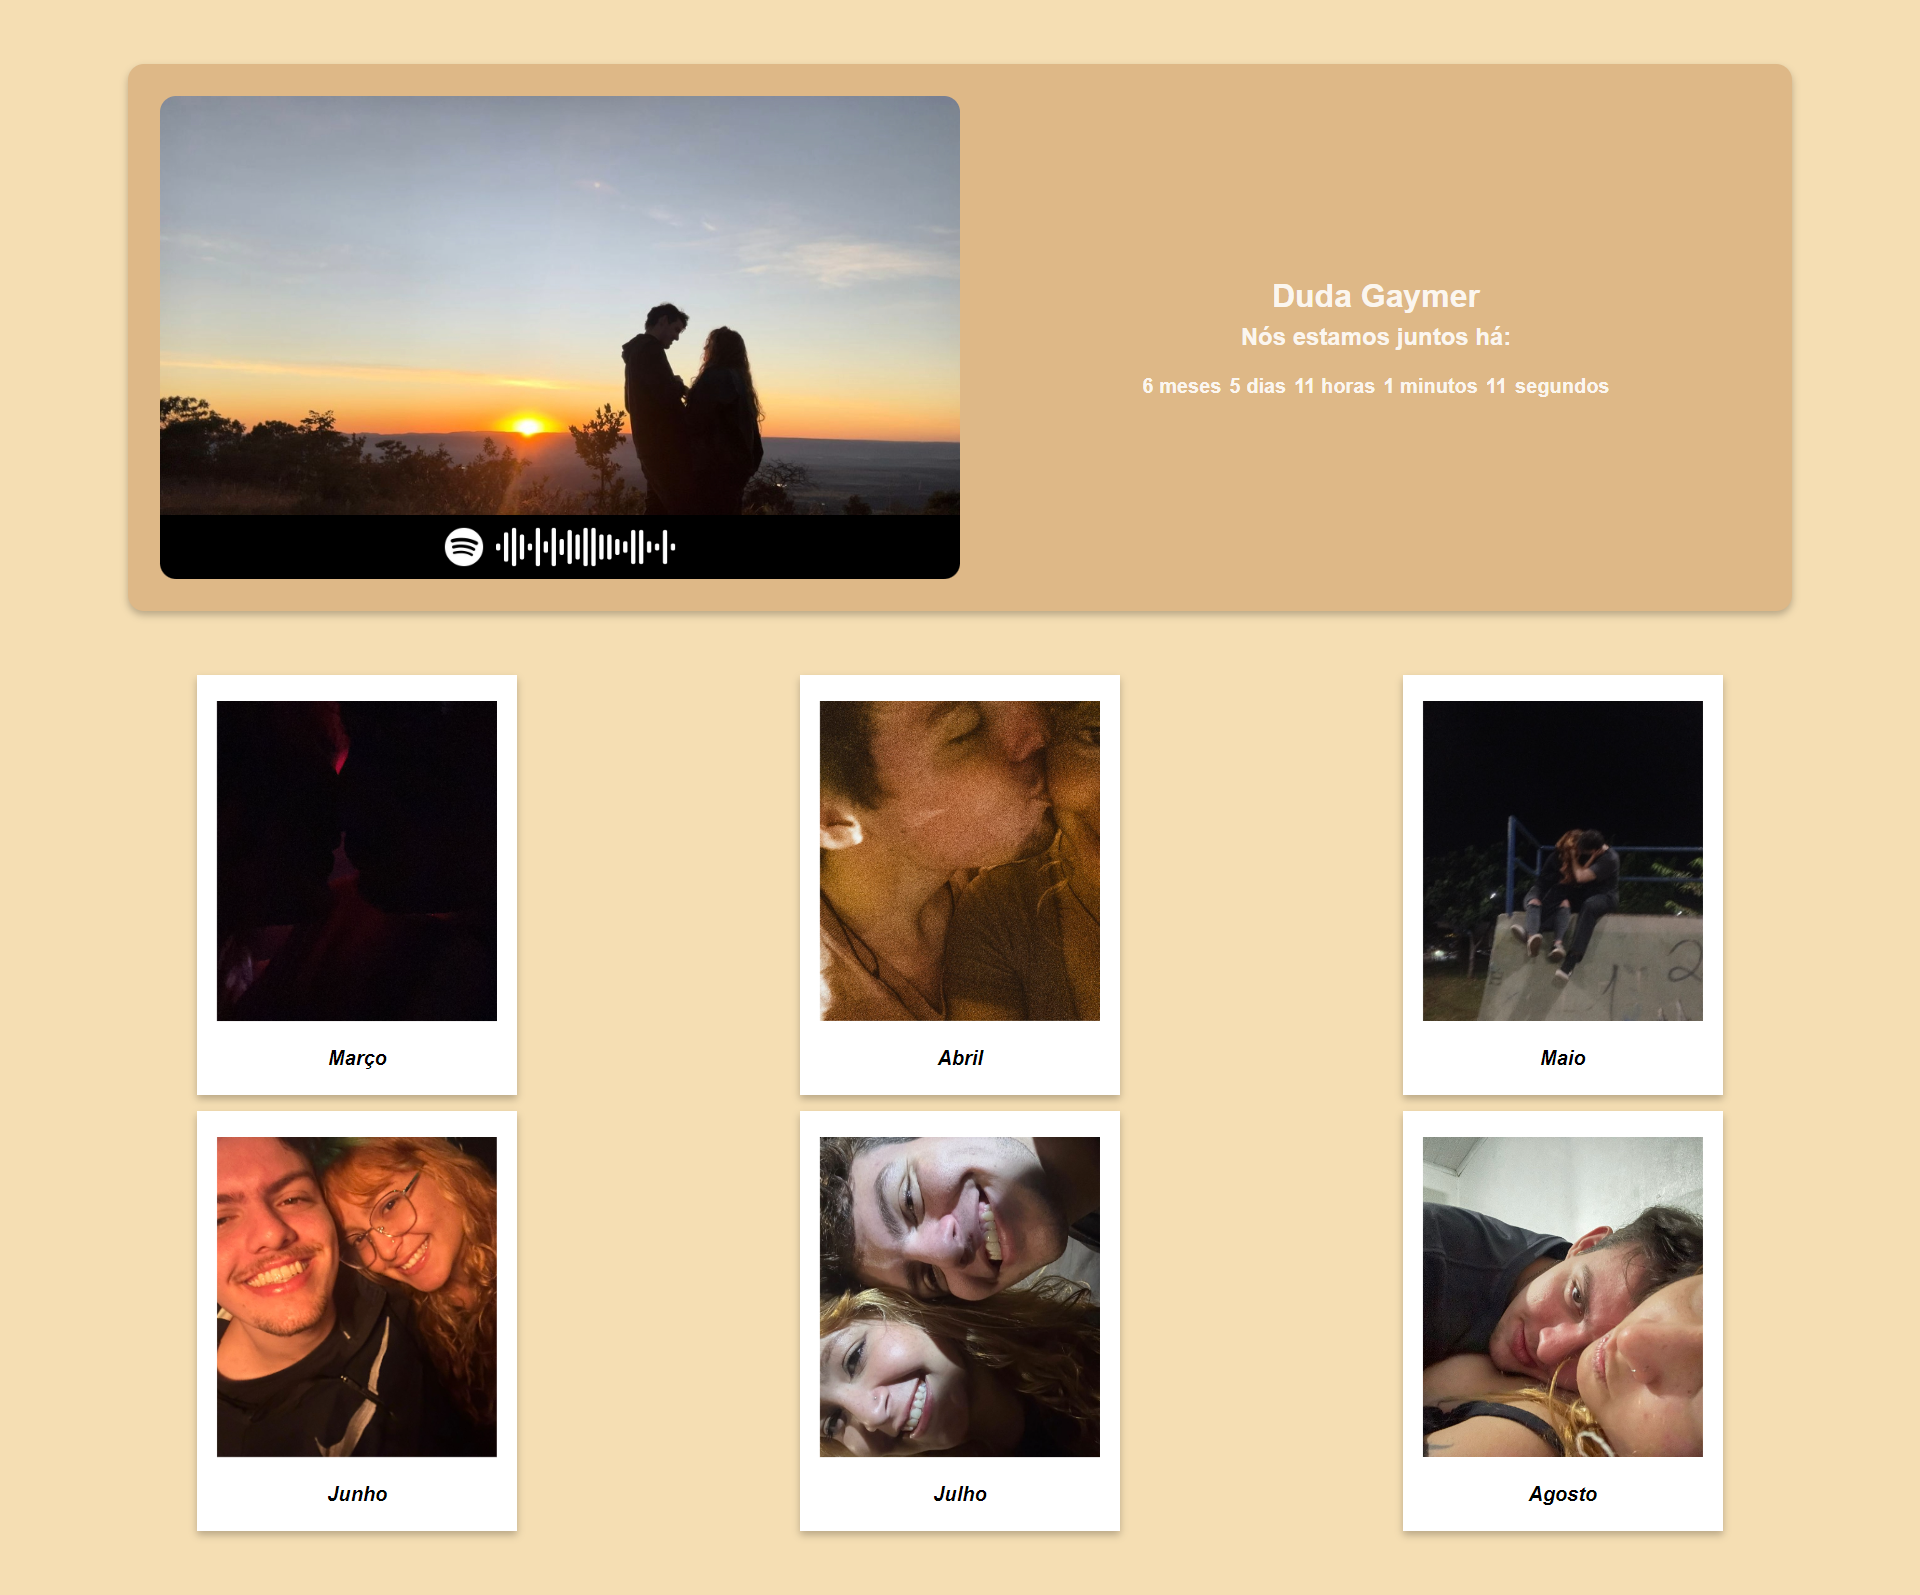 Duda Gaymer
Nós estamos juntos há:
6 meses 5 dias 11 horas 1 minutos 11 segundos
Março
Abril
Maio
2
Junho
Julho
Agosto